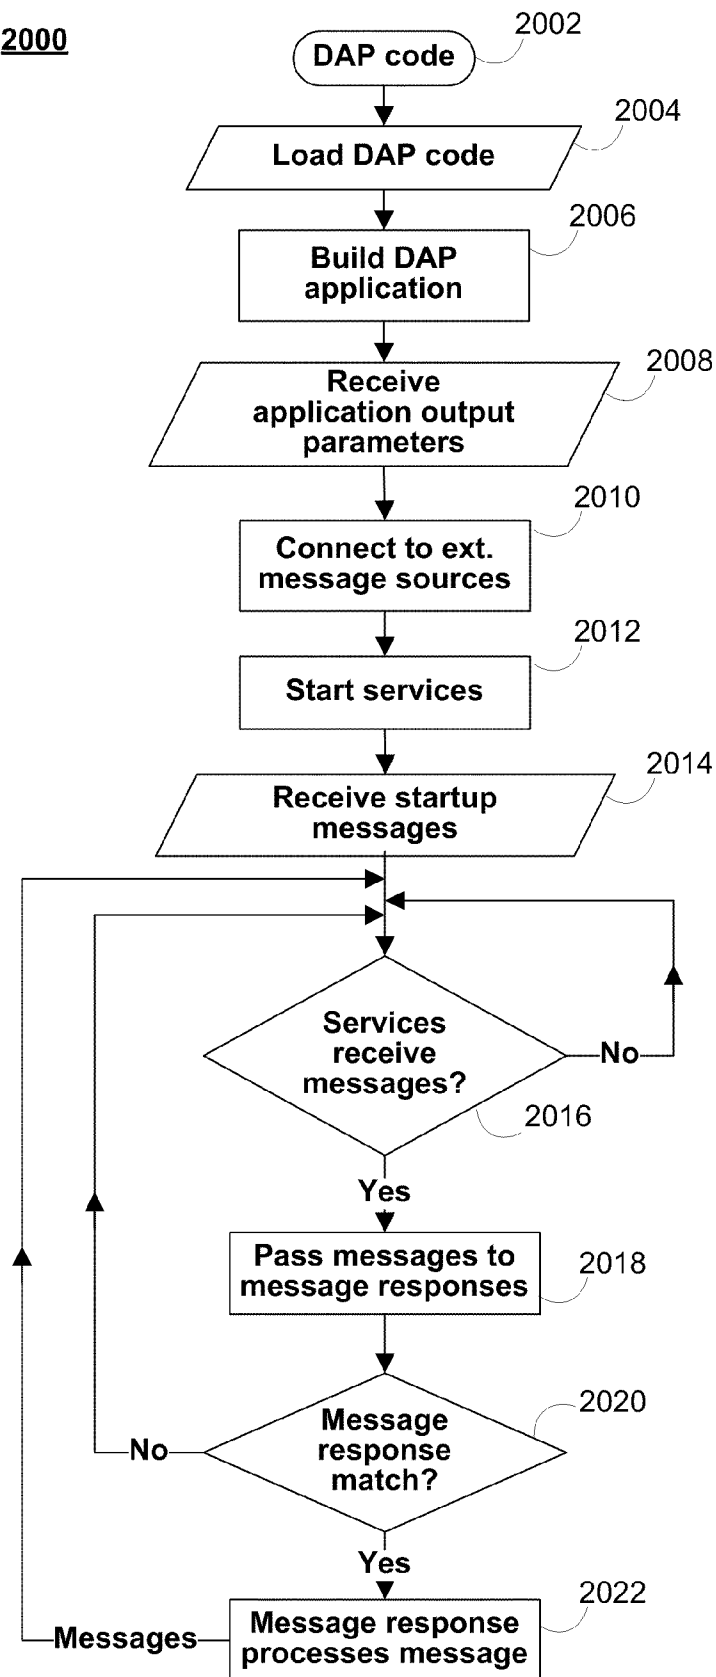 2000
2002
DAP code
2004
Load DAP code
2006
Build DAP
application
2008
Receive
application output
parameters
2010
Connect to ext.
message sources
2012
Start services
2014
Receive startup
messages
Services
receive
messages?
No
2016
Yes
Pass messages to
message responses
2018
2020
Message
response
match?
No
Yes
2022
Message response
processes message
Messages